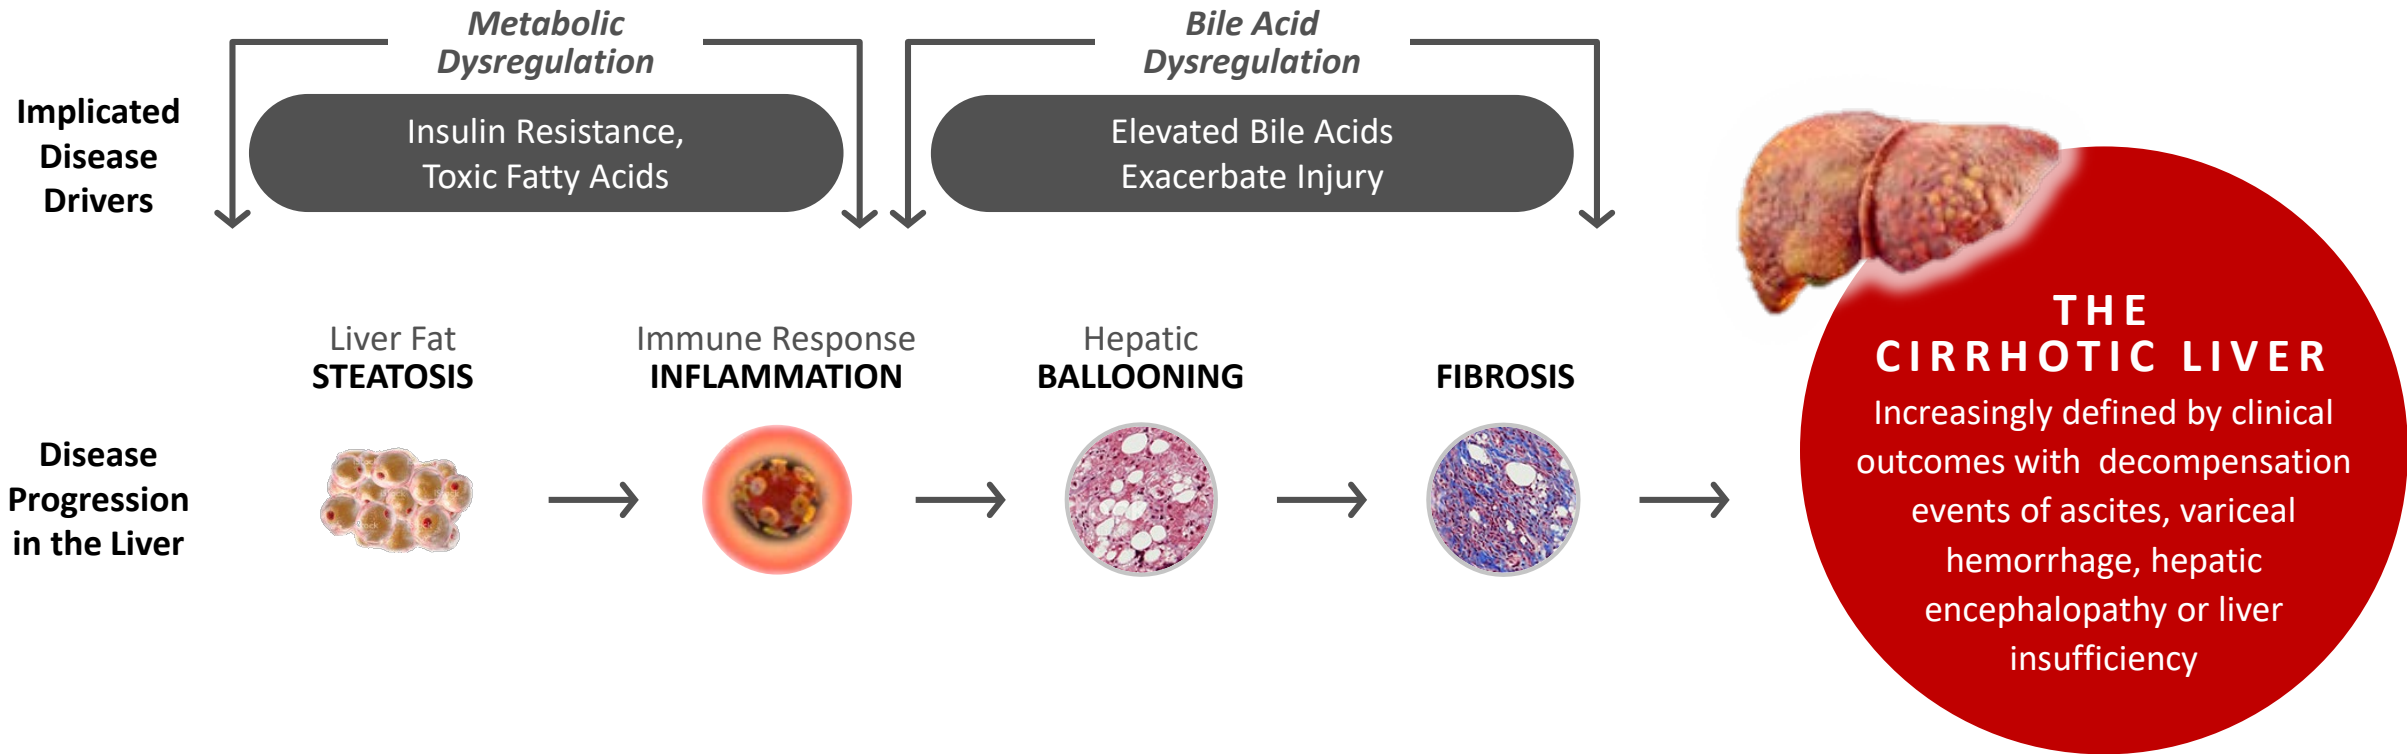 Metabolic
Dysregulation
Bile Acid
Dysregulation
Implicated
Disease
Drivers
Insulin Resistance,
Toxic Fatty Acids
Elevated Bile Acids
Exacerbate Injury
Liver Fat
STEATOSIS
Immune Response
INFLAMMATION
Hepatic
BALLOONING
FIBROSIS
Disease
Progression
in the Liver
THE
CIRRHOTIC LIVER
Increasingly defined by clinical
outcomes with decompensation
events of ascites, variceal
hemorrhage, hepatic
encephalopathy or liver
insufficiency